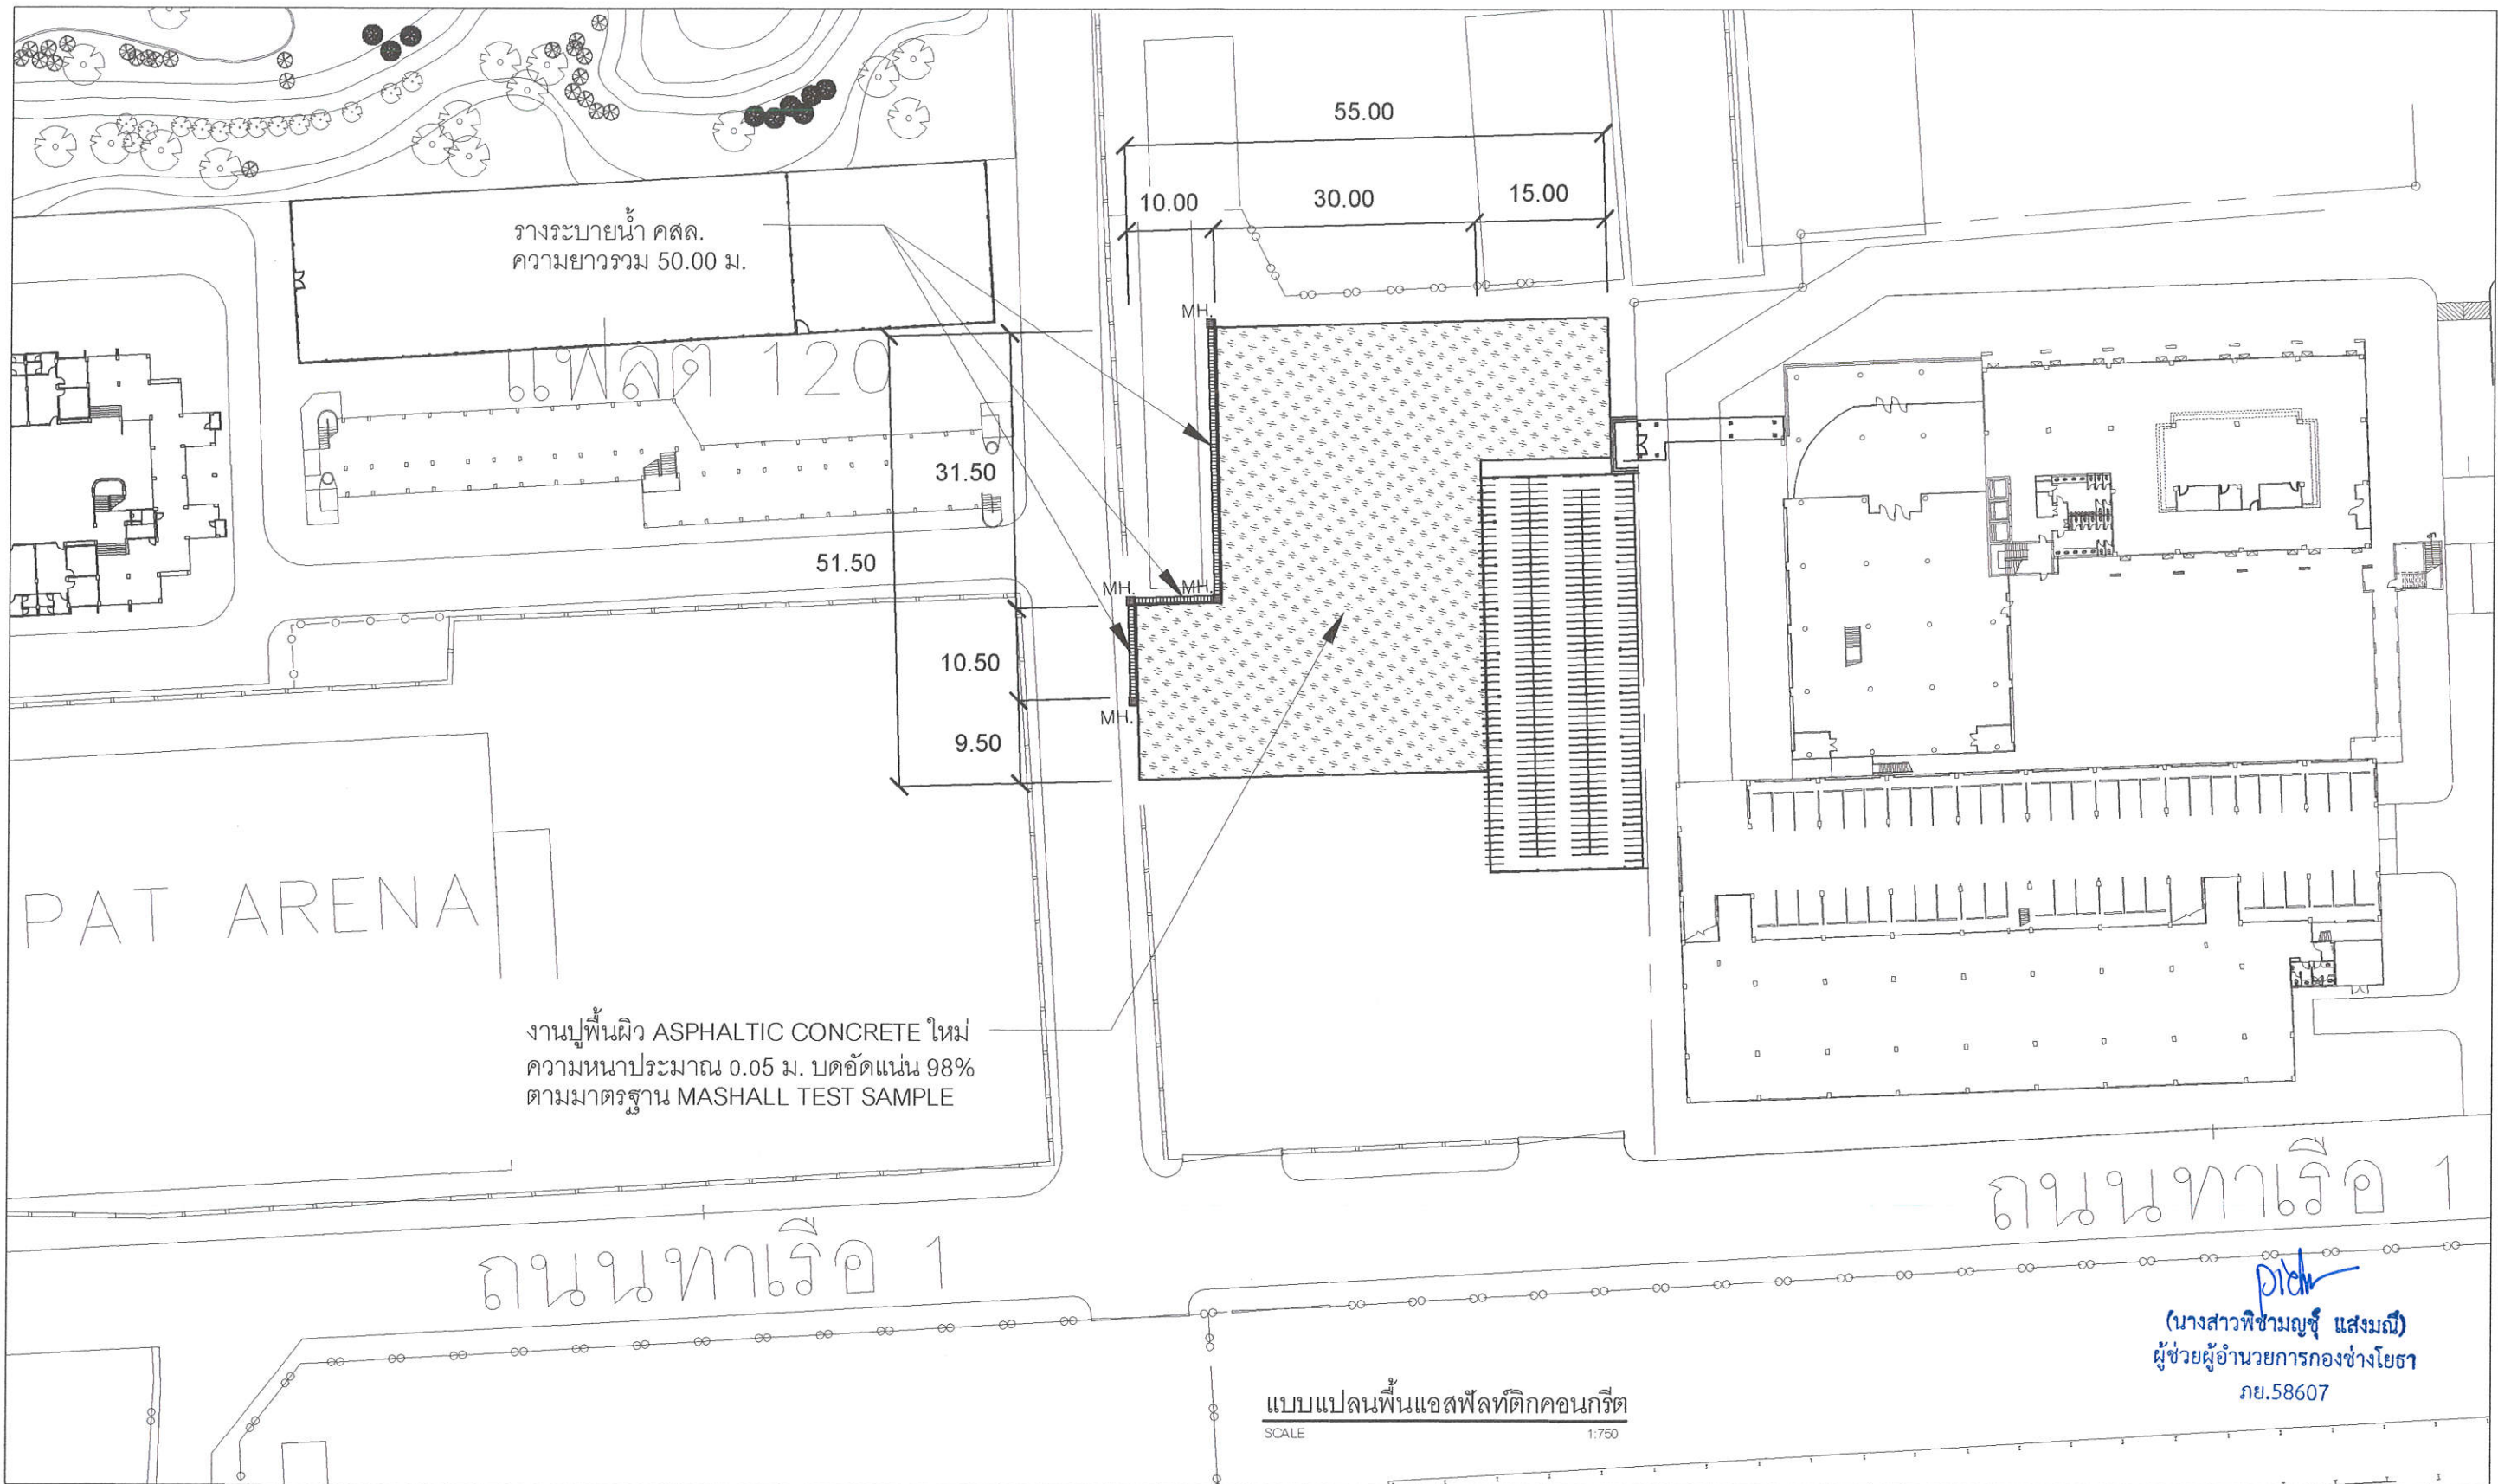 55.00
10.00
30.00
15.00
รางระบายน้ำ คสล.
ความยาวรวม 50.00 ม.
MH.
แฟลต 120
31.50
51.50
MH.
MH.
10.50
MH.
9.50
PAT ARENA
งานปูพื้นผิว ASPHALTIC CONCRETE ใหม่
ความหนาประมาณ 0.05 ม. บดอัดแน่น 98%
ตามมาตรฐาน MASHALL TEST SAMPLE
ถนนทาเรือ 1
ถนนทาเรือ 1
(นางสาวพิชามญชุ์ แสงมณี)
ผู้ช่วยผู้อำนวยการกองช่างโยธา
ภย.58607
แบบแปลนพื้นแอสฟัลท์ติกคอนกรีต
SCALE 1:750